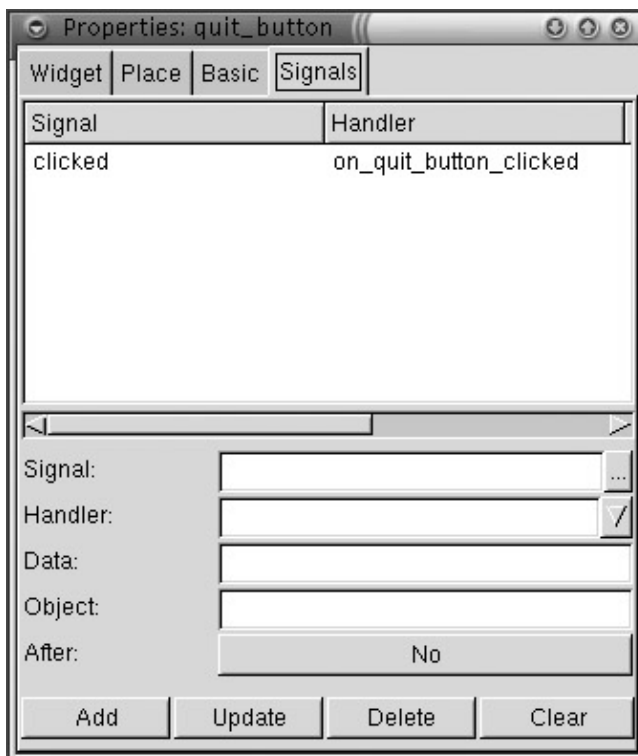 Properties: quit_button
Widget Place Basic Signals
Signal Handler
clicked on_quit_button_clicked
Signal: ...
Handler:
Data:
Object:
After: No
Add Update Delete Clear